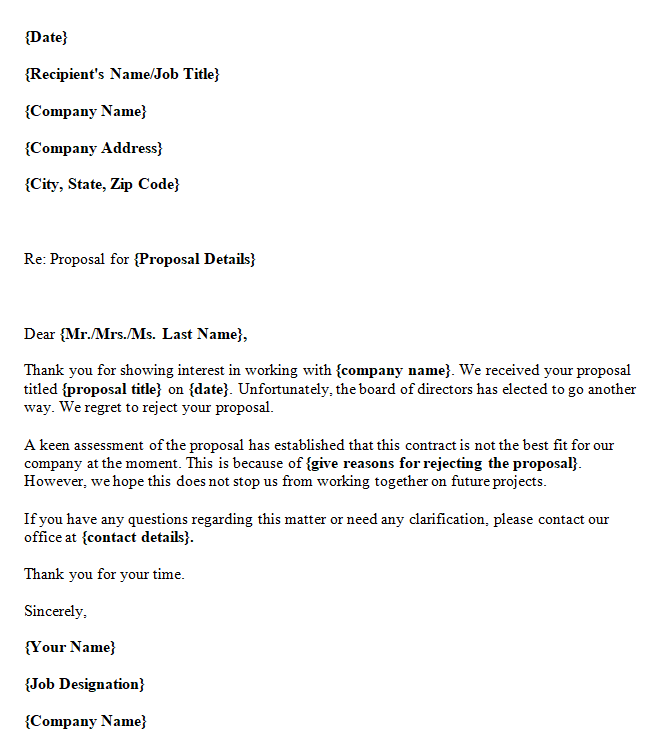 {Date}
{Recipient's Name/Job Title}
{Company Name}
{Company Address}
{City, State, Zip Code}
Re: Proposal for {Proposal Details}
Dear {Mr./Mrs./Ms. Last Name},
Thank you for showing interest in working with {company name}. We received your proposal
titled {proposal title} on {date}. Unfortunately, the board of directors has elected to go another
way. We regret to reject your proposal.
A keen assessment of the proposal has established that this contract is not the best fit for our
company at the moment. This is because of {give reasons for rejecting the proposal}.
However, we hope this does not stop us from working together on future projects.
If you have any questions regarding this matter or need any clarification, please contact our
office at {contact details}.
Thank you for your time.
Sincerely,
{Your Name}
{Job Designation}
{Company Name}